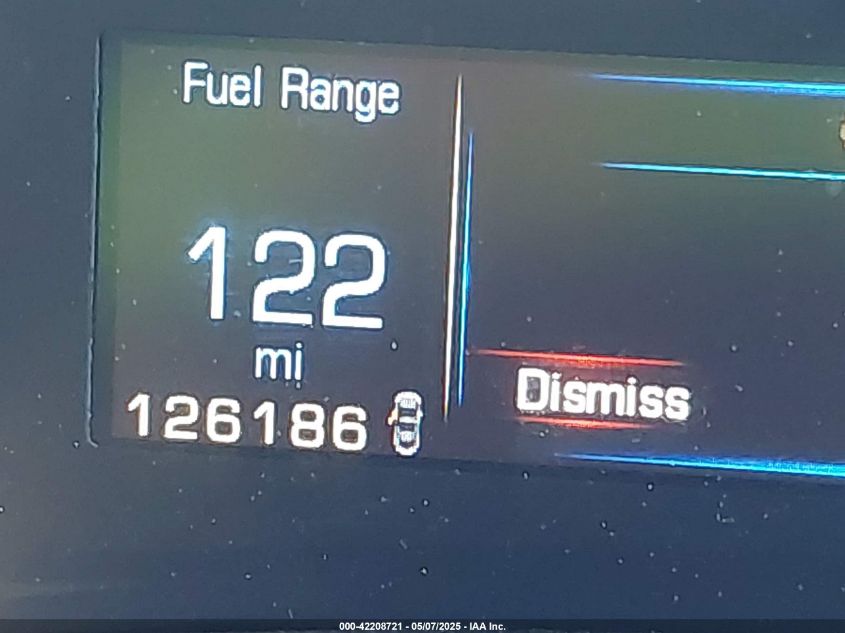 Fuel Range
122
mi
126186
Dismiss
000-42208721 - 05/07/2025 - IAA Inc.